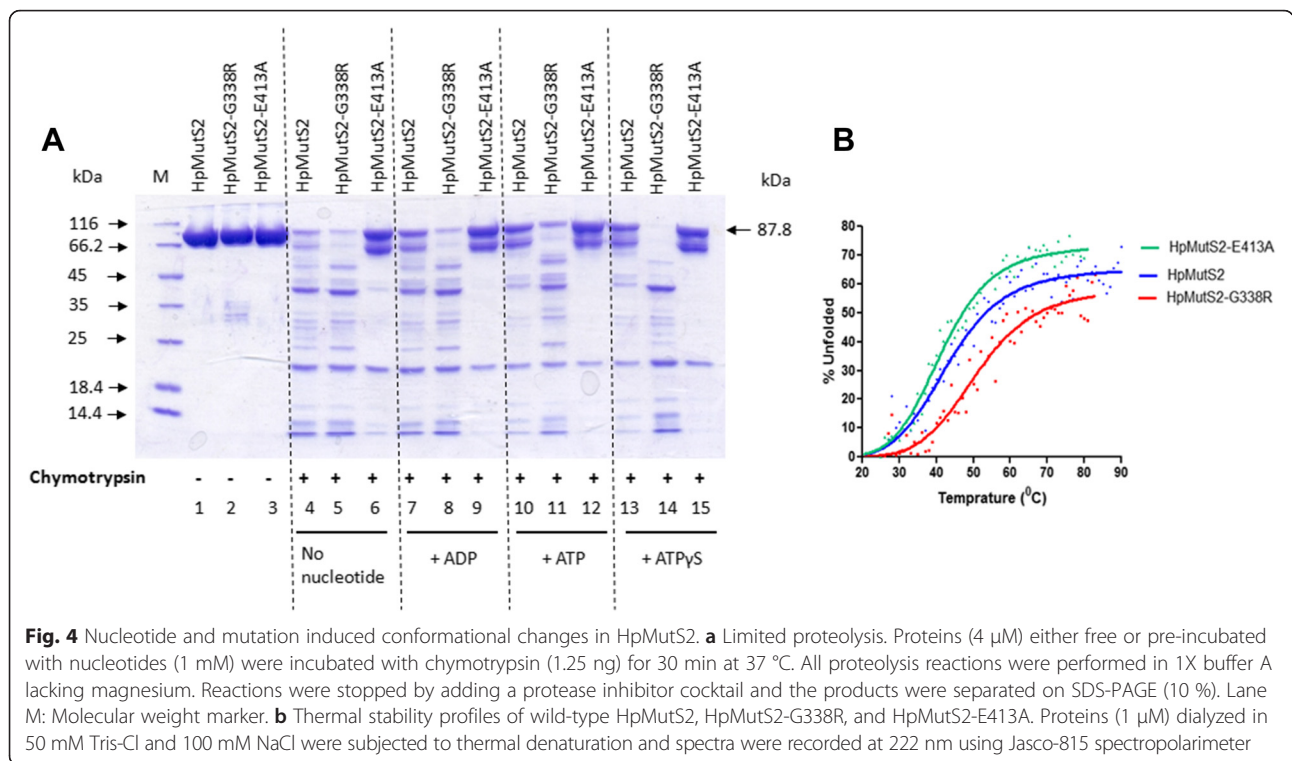 A
B
HpMutS2
HpMutS2-G338R
HpMutS2-E413A
HpMutS2
HpMutS2-G338R
HpMutS2-E413A
HpMutS2
HpMutS2-G338R
HpMutS2-E413A
HpMutS2
HpMutS2-G338R
HpMutS2-E413A
HpMutS2
HpMutS2-G338R
HpMutS2-E413A
kDa M kDa
116
66.2
45
35
25
18.4
14.4
87.8
Chymotrypsin - - - + + + + + + + + + + + +
1 2 3 4 5 6 7 8 9 10 11 12 13 14 15
No nucleotide
+ ADP
+ ATP
+ ATPγS
% Unfolded
80
70
60
50
40
30
20
10
0
20 30 40 50 60 70 80 90
Temprature (⁰C)
HpMutS2-E413A
HpMutS2
HpMutS2-G338R
Fig. 4 Nucleotide and mutation induced conformational changes in HpMutS2. a Limited proteolysis. Proteins (4 μM) either free or pre-incubated
with nucleotides (1 mM) were incubated with chymotrypsin (1.25 ng) for 30 min at 37 °C. All proteolysis reactions were performed in 1X buffer A
lacking magnesium. Reactions were stopped by adding a protease inhibitor cocktail and the products were separated on SDS-PAGE (10 %). Lane
M: Molecular weight marker. b Thermal stability profiles of wild-type HpMutS2, HpMutS2-G338R, and HpMutS2-E413A. Proteins (1 μM) dialyzed in
50 mM Tris-Cl and 100 mM NaCl were subjected to thermal denaturation and spectra were recorded at 222 nm using Jasco-815 spectropolarimeter